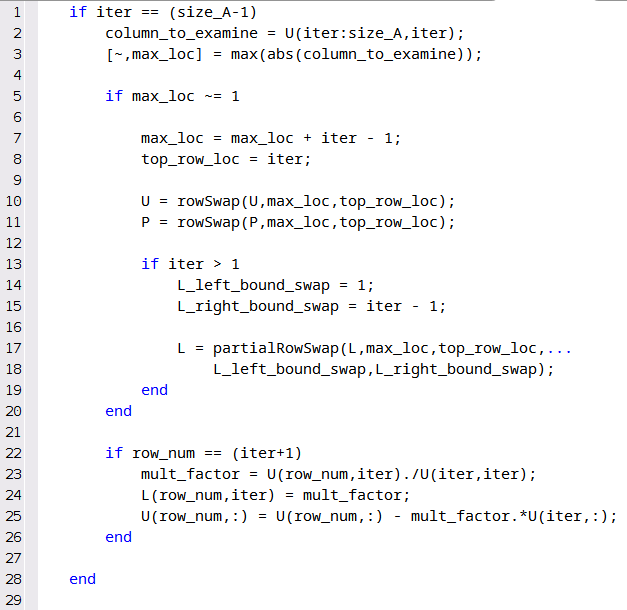 1 if iter == (size_A-1)
2 column_to_examine = U(iter:size_A,iter);
3 [~,max_loc] = max(abs(column_to_examine));
4
5 if max_loc ~= 1
6
7 max_loc = max_loc + iter - 1;
8 top_row_loc = iter;
9
10 U = rowSwap(U,max_loc,top_row_loc);
11 P = rowSwap(P,max_loc,top_row_loc);
12
13 if iter > 1
14 L_left_bound_swap = 1;
15 L_right_bound_swap = iter - 1;
16
17 L = partialRowSwap(L,max_loc,top_row_loc,...
18 L_left_bound_swap,L_right_bound_swap);
19 end
20 end
21
22 if row_num == (iter+1)
23 mult_factor = U(row_num,iter)./U(iter,iter);
24 L(row_num,iter) = mult_factor;
25 U(row_num,:) = U(row_num,:) - mult_factor.*U(iter,:);
26 end
27
28 end
29